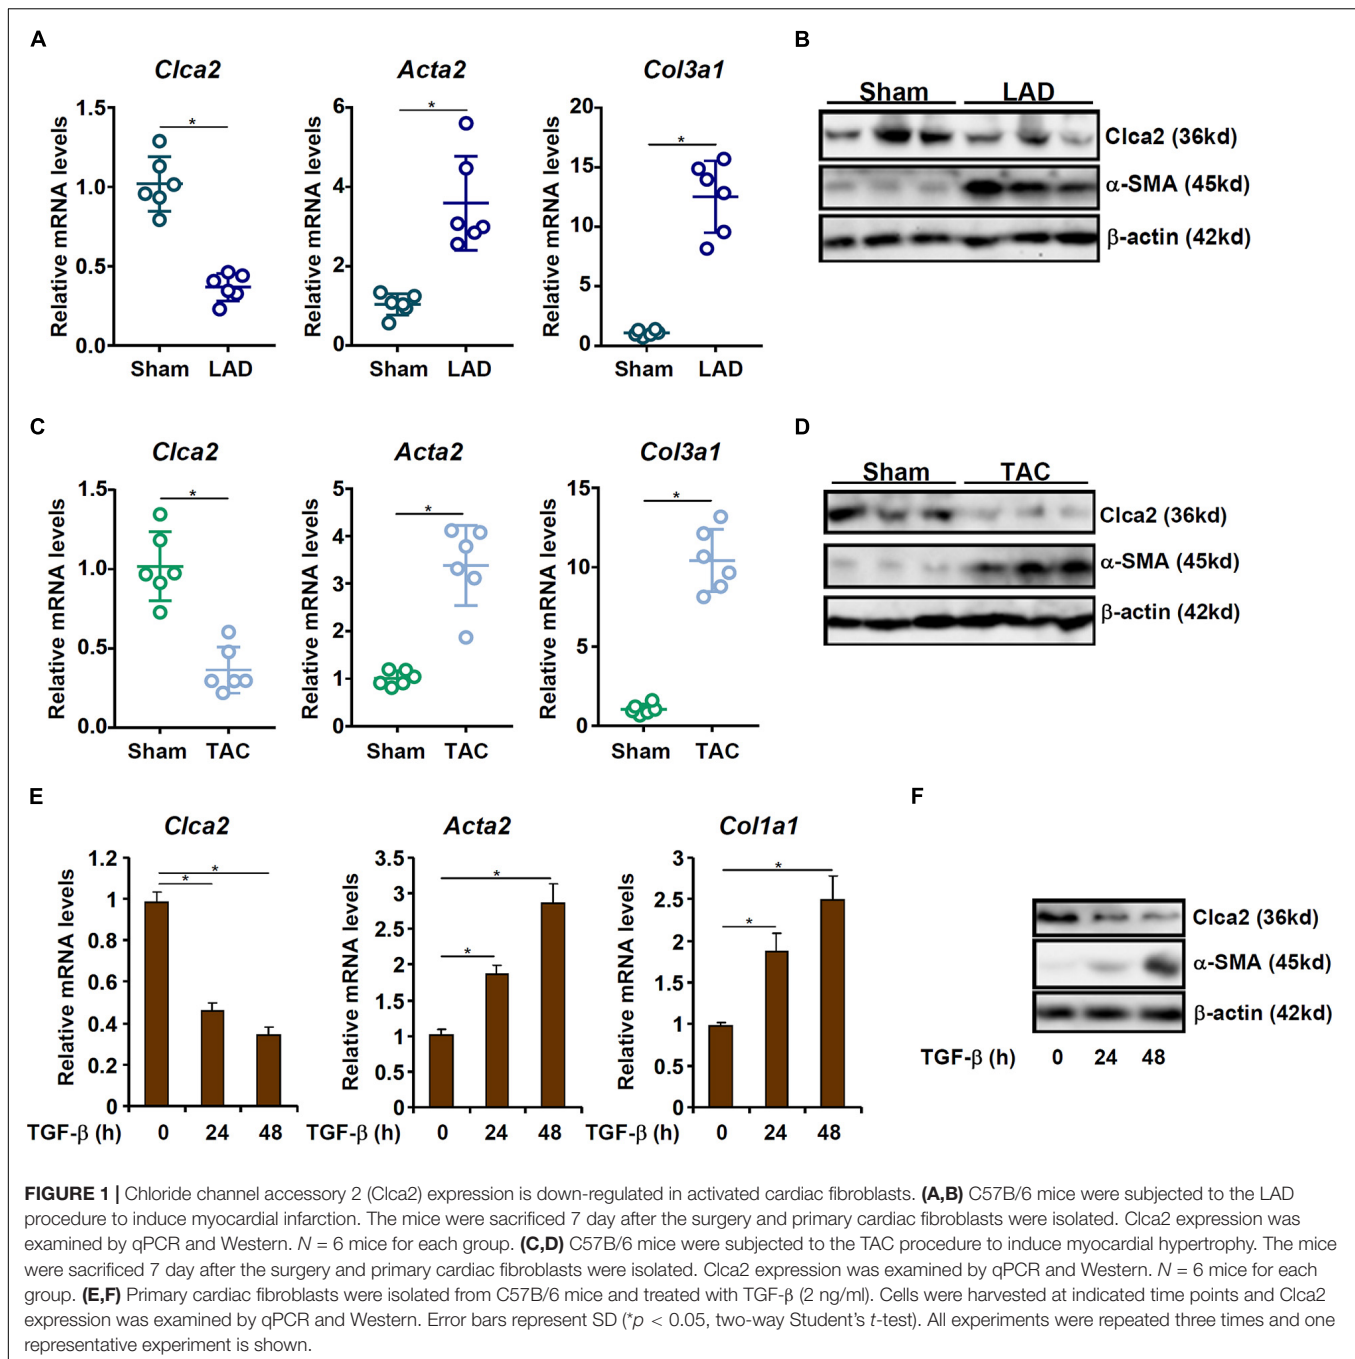 A
Clca2
Acta2
Col3a1
Relative mRNA levels
1.5
1.0
0.5
0.0
*
Sham LAD
Relative mRNA levels
6
4
2
0
*
Sham LAD
Relative mRNA levels
20
15
10
5
0
*
Sham LAD
B
Sham LAD
Clca2 (36kd)
α-SMA (45kd)
β-actin (42kd)
C
Clca2
Acta2
Col3a1
Relative mRNA levels
1.5
1.0
0.5
0.0
*
Sham TAC
Relative mRNA levels
5
4
3
2
1
0
*
Sham TAC
Relative mRNA levels
15
10
5
0
*
Sham TAC
D
Sham TAC
Clca2 (36kd)
α-SMA (45kd)
β-actin (42kd)
E
Clca2
Acta2
Col1a1
Relative mRNA levels
1.2
1
0.8
0.6
0.4
0.2
0
*
*
TGF-β (h) 0 24 48
Relative mRNA levels
3.5
3
2.5
2
1.5
1
0.5
0
*
*
TGF-β (h) 0 24 48
Relative mRNA levels
3
2.5
2
1.5
1
0.5
0
*
*
TGF-β (h) 0 24 48
F
Clca2 (36kd)
α-SMA (45kd)
β-actin (42kd)
TGF-β (h) 0 24 48
FIGURE 1 | Chloride channel accessory 2 (Clca2) expression is down-regulated in activated cardiac fibroblasts. (A,B) C57B/6 mice were subjected to the LAD
procedure to induce myocardial infarction. The mice were sacrificed 7 day after the surgery and primary cardiac fibroblasts were isolated. Clca2 expression was
examined by qPCR and Western. N = 6 mice for each group. (C,D) C57B/6 mice were subjected to the TAC procedure to induce myocardial hypertrophy. The mice
were sacrificed 7 day after the surgery and primary cardiac fibroblasts were isolated. Clca2 expression was examined by qPCR and Western. N = 6 mice for each
group. (E,F) Primary cardiac fibroblasts were isolated from C57B/6 mice and treated with TGF-β (2 ng/ml). Cells were harvested at indicated time points and Clca2
expression was examined by qPCR and Western. Error bars represent SD (*p < 0.05, two-way Student's t-test). All experiments were repeated three times and one
representative experiment is shown.